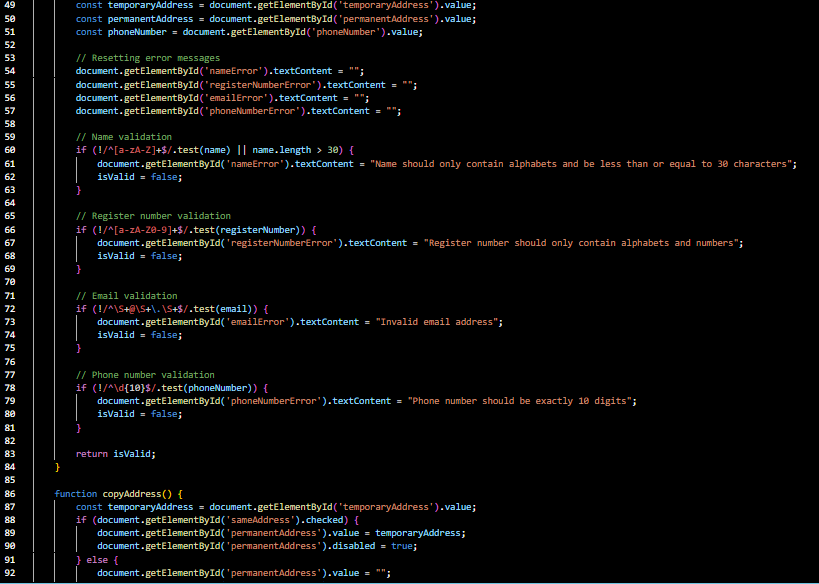 49 const temporaryAddress = document.getElementById('temporaryAddress').value;
50 const permanentAddress = document.getElementById('permanentAddress').value;
51 const phoneNumber = document.getElementById('phoneNumber').value;
52
53 // Resetting error messages
54 document.getElementById('nameError').textContent = "";
55 document.getElementById('registerNumberError').textContent = "";
56 document.getElementById('emailError').textContent = "";
57 document.getElementById('phoneNumberError').textContent = "";
58
59 // Name validation
60 if (!/^[a-zA-Z]+$/.test(name) || name.length > 30) {
61 document.getElementById('nameError').textContent = "Name should only contain alphabets and be less than or equal to 30 characters";
62 isValid = false;
63 }
64
65 // Register number validation
66 if (!/^[a-zA-Z0-9]+$/.test(registerNumber)) {
67 document.getElementById('registerNumberError').textContent = "Register number should only contain alphabets and numbers";
68 isValid = false;
69 }
70
71 // Email validation
72 if (!/^\S+@\S+\.\S+$/.test(email)) {
73 document.getElementById('emailError').textContent = "Invalid email address";
74 isValid = false;
75 }
76
77 // Phone number validation
78 if (!/^\d{10}$/.test(phoneNumber)) {
79 document.getElementById('phoneNumberError').textContent = "Phone number should be exactly 10 digits";
80 isValid = false;
81 }
82
83 return isValid;
84 }
85
86 function copyAddress() {
87 const temporaryAddress = document.getElementById('temporaryAddress').value;
88 if (document.getElementById('sameAddress').checked) {
89 document.getElementById('permanentAddress').value = temporaryAddress;
90 document.getElementById('permanentAddress').disabled = true;
91 } else {
92 document.getElementById('permanentAddress').value = "";